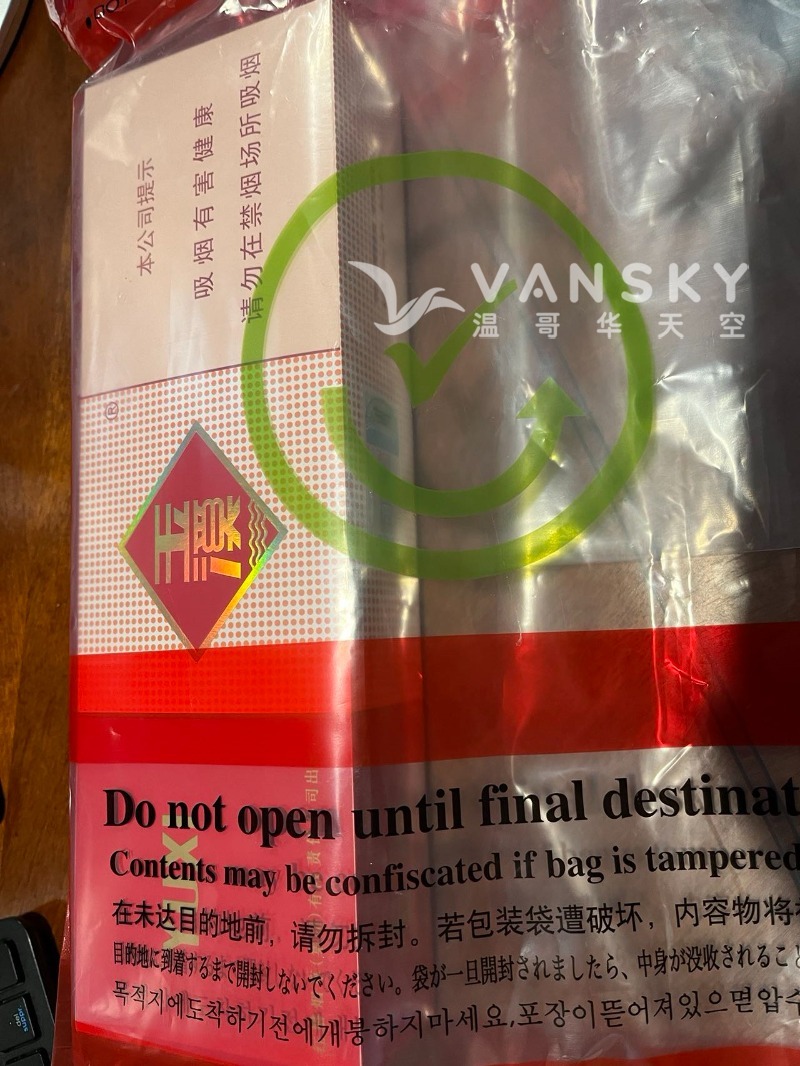 本公司提示
吸烟有害健康
请勿在禁烟场所吸烟
®
VANSKY
温哥华天空
玉溪
YUXI
Do not open until final destinat
Contents may be confiscated if bag is tampered
在未达目的地前，请勿拆封。若包装袋遭破坏，内容物将
目的地に到着するまで開封しないでください。袋が一旦開封されましたら、中身が没収されるこ
목적지에도착하기전에개봉하지마세요,포장이뜯어져있으면압수